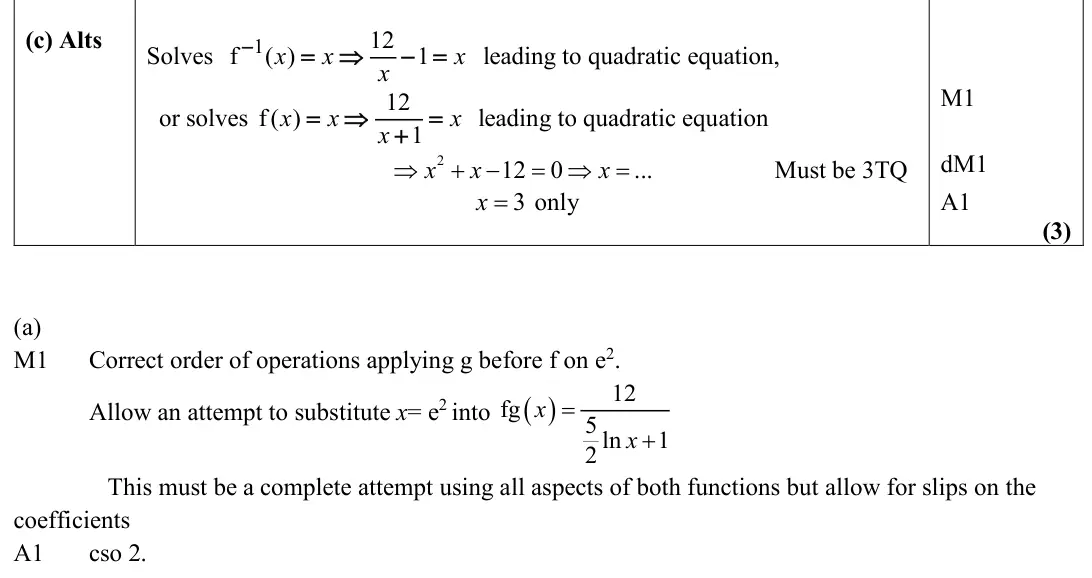 (c) Alts
Solves f⁻¹(x) = x ⇒ 12/x − 1 = x leading to quadratic equation,
or solves f(x) = x ⇒ 12/(x + 1) = x leading to quadratic equation
M1
⇒ x² + x − 12 = 0 ⇒ x = ... Must be 3TQ dM1
x = 3 only A1
(3)
(a)
M1 Correct order of operations applying g before f on e².
Allow an attempt to substitute x= e² into fg(x) = 12/(5/2 ln x + 1)
This must be a complete attempt using all aspects of both functions but allow for slips on the
coefficients
A1 cso 2.